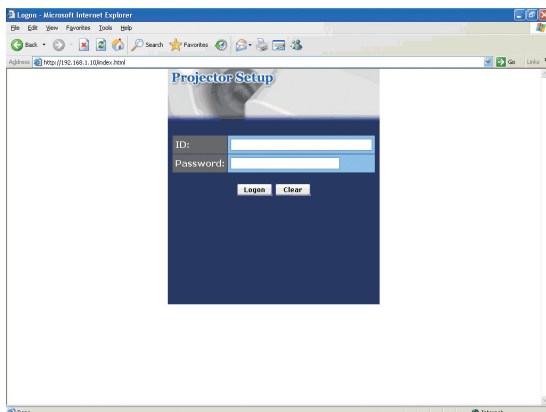 Logon - Microsoft Internet Explorer
File Edit View Favorites Tools Help
Back Search Favorites
Address http://192.168.1.10/index.html Go Links
Projector Setup
ID:
Password:
Logon Clear
Internet